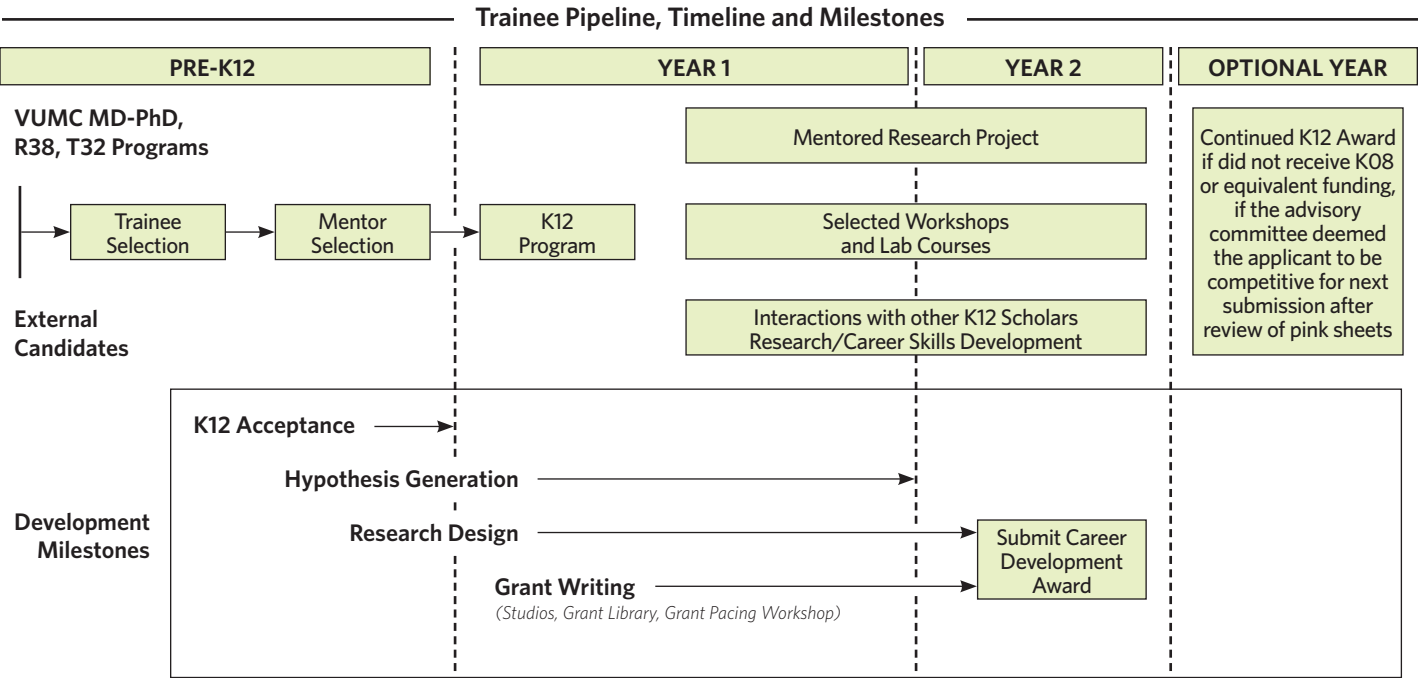 Trainee Pipeline, Timeline and Milestones
PRE-K12
YEAR 1
YEAR 2
OPTIONAL YEAR
VUMC MD-PhD,
R38, T32 Programs
Trainee
Selection
Mentor
Selection
K12
Program
External
Candidates
Mentored Research Project
Selected Workshops
and Lab Courses
Interactions with other K12 Scholars
Research/Career Skills Development
Continued K12 Award
if did not receive K08
or equivalent funding,
if the advisory
committee deemed
the applicant to be
competitive for next
submission after
review of pink sheets
Development
Milestones
K12 Acceptance
Hypothesis Generation
Research Design
Grant Writing
(Studios, Grant Library, Grant Pacing Workshop)
Submit Career
Development
Award